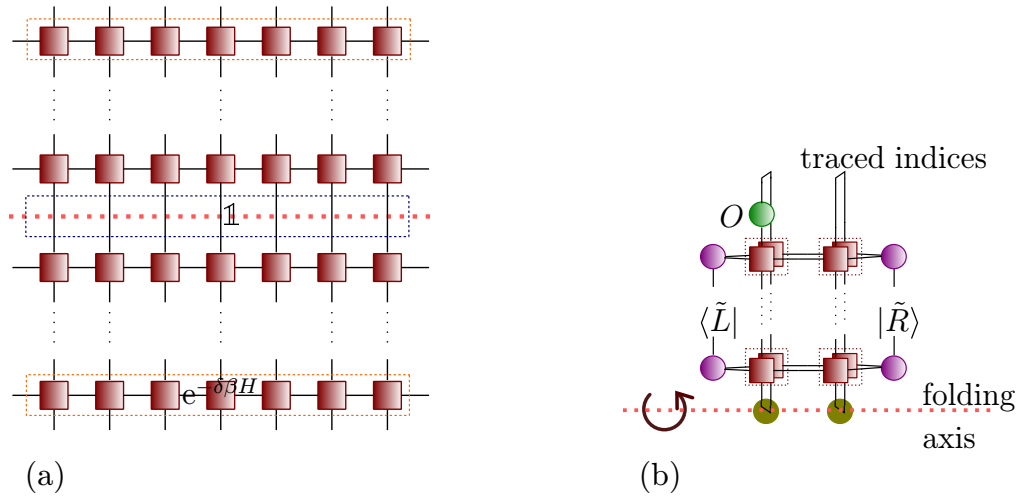 traced indices
O
𝟙
⟨L̃|
|R̃⟩
e^{−δβH}
folding
axis
(a)
(b)